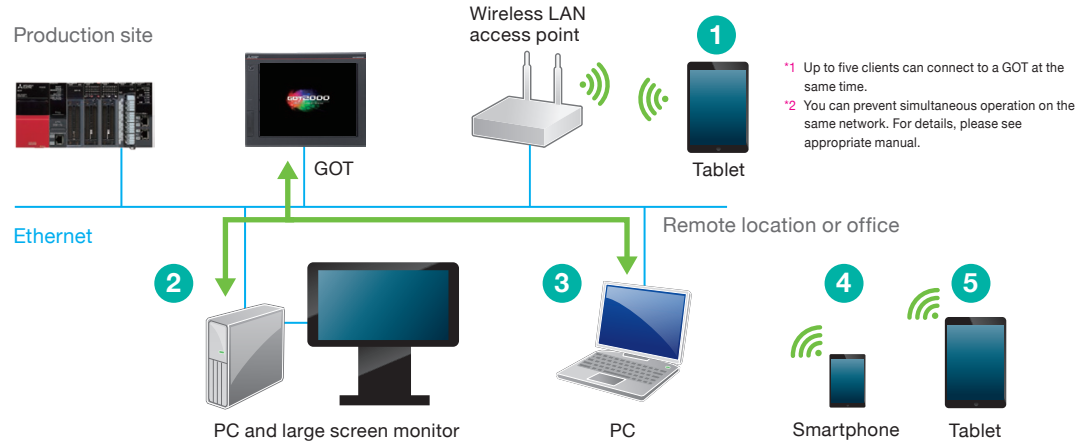 Production site
Wireless LAN
access point
1
*1 Up to five clients can connect to a GOT at the
same time.
*2 You can prevent simultaneous operation on the
same network. For details, please see
appropriate manual.
GOT2000
GOT
Tablet
Ethernet
Remote location or office
2
3
4
5
PC and large screen monitor
PC
Smartphone
Tablet